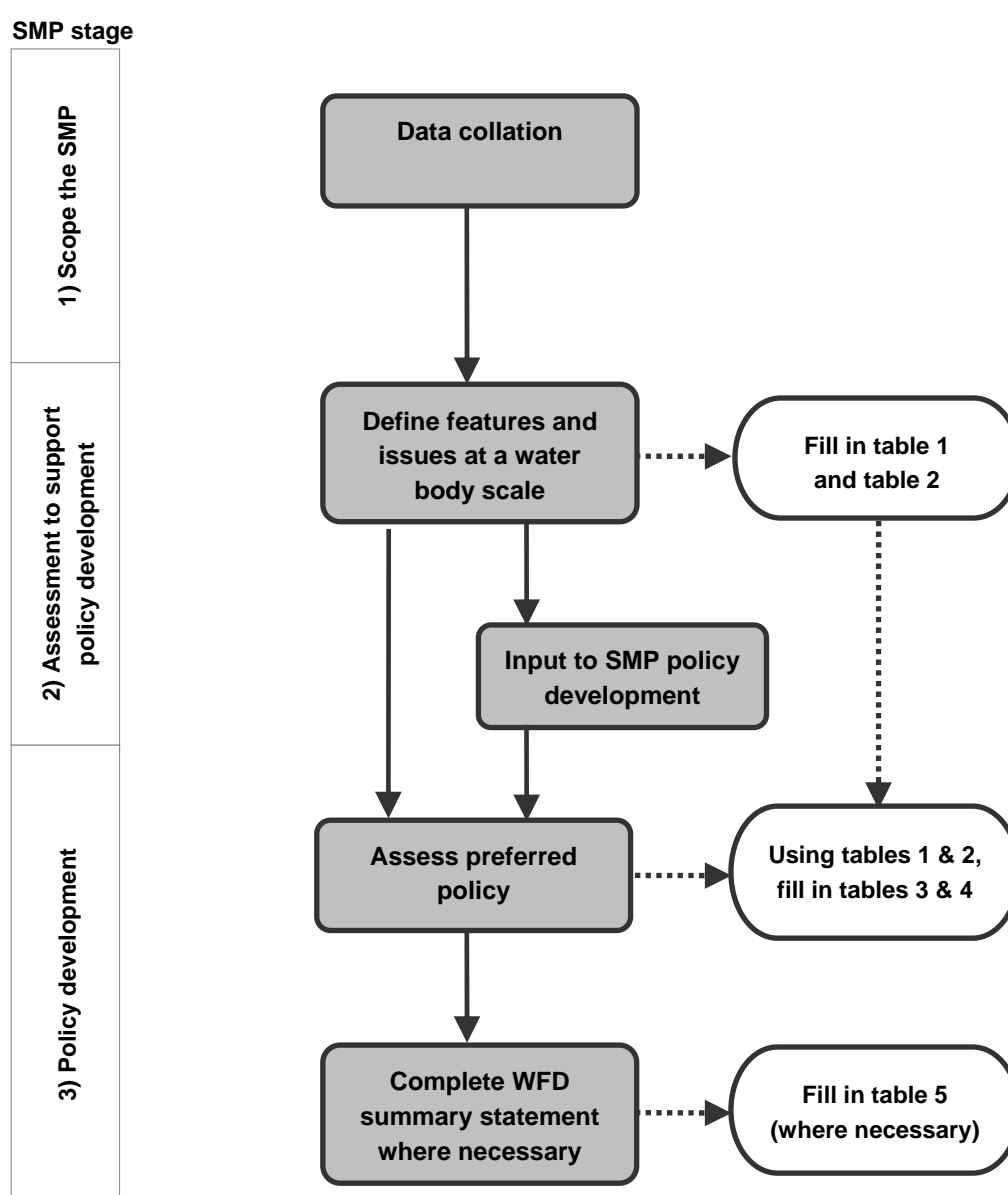 SMP stage
1) Scope the SMP
Data collation
2) Assessment to support
policy development
Define features and
issues at a water
body scale
Fill in table 1
and table 2
Input to SMP policy
development
3) Policy development
Assess preferred
policy
Using tables 1 & 2,
fill in tables 3 & 4
Complete WFD
summary statement
where necessary
Fill in table 5
(where necessary)